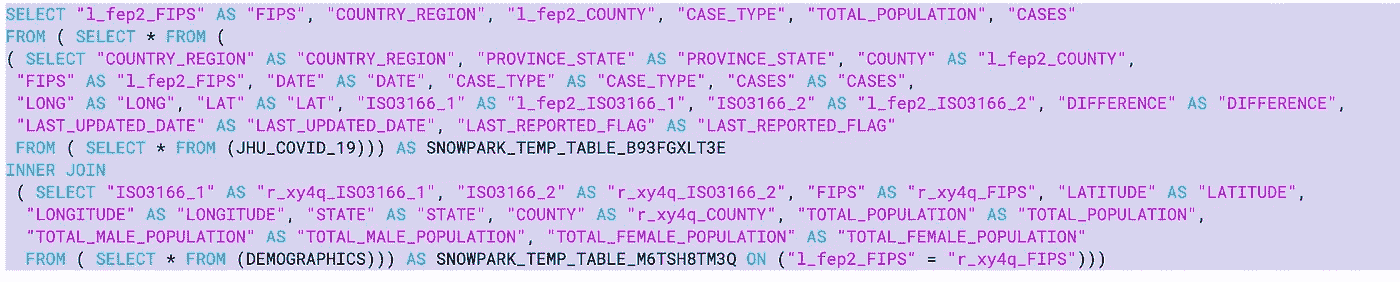 SELECT "l_fep2_FIPS" AS "FIPS", "COUNTRY_REGION", "l_fep2_COUNTY", "CASE_TYPE", "TOTAL_POPULATION", "CASES"
FROM ( SELECT * FROM (
( SELECT "COUNTRY_REGION" AS "COUNTRY_REGION", "PROVINCE_STATE" AS "PROVINCE_STATE", "COUNTY" AS "l_fep2_COUNTY",
"FIPS" AS "l_fep2_FIPS", "DATE" AS "DATE", "CASE_TYPE" AS "CASE_TYPE", "CASES" AS "CASES",
"LONG" AS "LONG", "LAT" AS "LAT", "ISO3166_1" AS "l_fep2_ISO3166_1", "ISO3166_2" AS "l_fep2_ISO3166_2", "DIFFERENCE" AS "DIFFERENCE",
"LAST_UPDATED_DATE" AS "LAST_UPDATED_DATE", "LAST_REPORTED_FLAG" AS "LAST_REPORTED_FLAG"
FROM ( SELECT * FROM (JHU_COVID_19))) AS SNOWPARK_TEMP_TABLE_B93FGXLT3E
INNER JOIN
( SELECT "ISO3166_1" AS "r_xy4q_ISO3166_1", "ISO3166_2" AS "r_xy4q_ISO3166_2", "FIPS" AS "r_xy4q_FIPS", "LATITUDE" AS "LATITUDE",
"LONGITUDE" AS "LONGITUDE", "STATE" AS "STATE", "COUNTY" AS "r_xy4q_COUNTY", "TOTAL_POPULATION" AS "TOTAL_POPULATION",
"TOTAL_MALE_POPULATION" AS "TOTAL_MALE_POPULATION", "TOTAL_FEMALE_POPULATION" AS "TOTAL_FEMALE_POPULATION"
FROM ( SELECT * FROM (DEMOGRAPHICS))) AS SNOWPARK_TEMP_TABLE_M6TSH8TM3Q ON ("l_fep2_FIPS" = "r_xy4q_FIPS")))